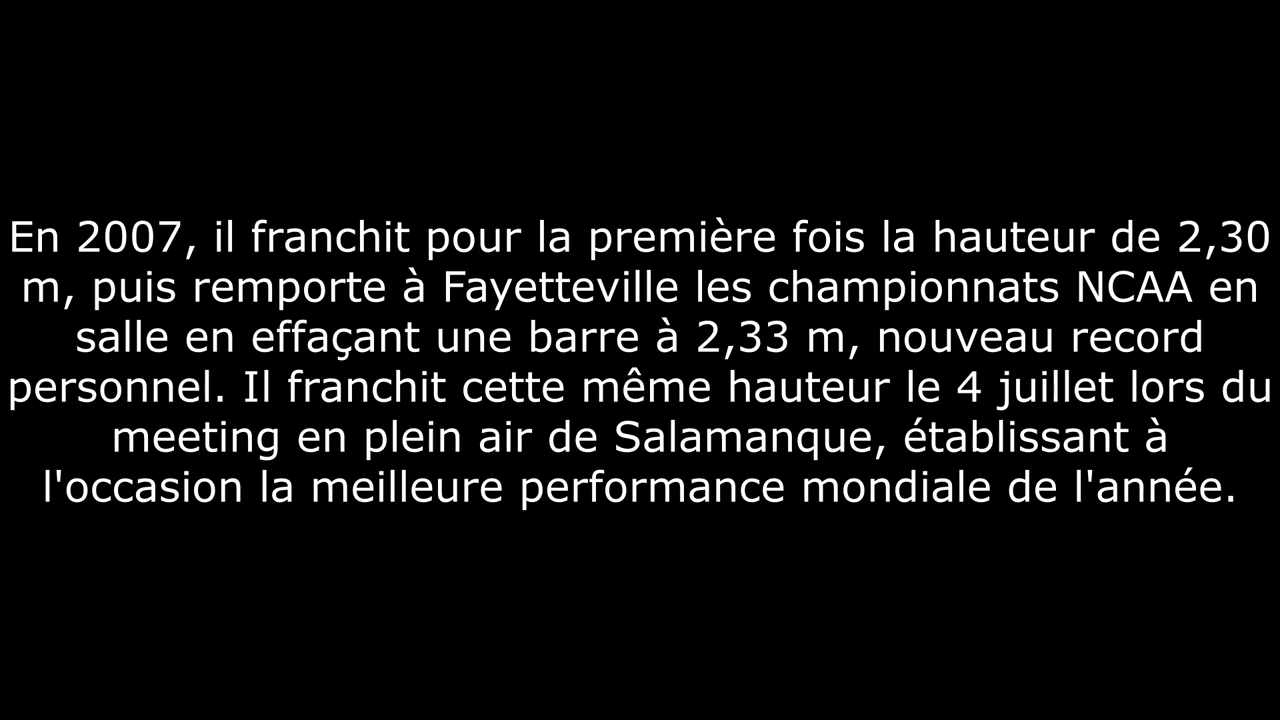 En 2007, il franchit pour la première fois la hauteur de 2,30
m, puis remporte à Fayetteville les championnats NCAA en
salle en effaçant une barre à 2,33 m, nouveau record
personnel. Il franchit cette même hauteur le 4 juillet lors du
meeting en plein air de Salamanque, établissant à
l'occasion la meilleure performance mondiale de l'année.